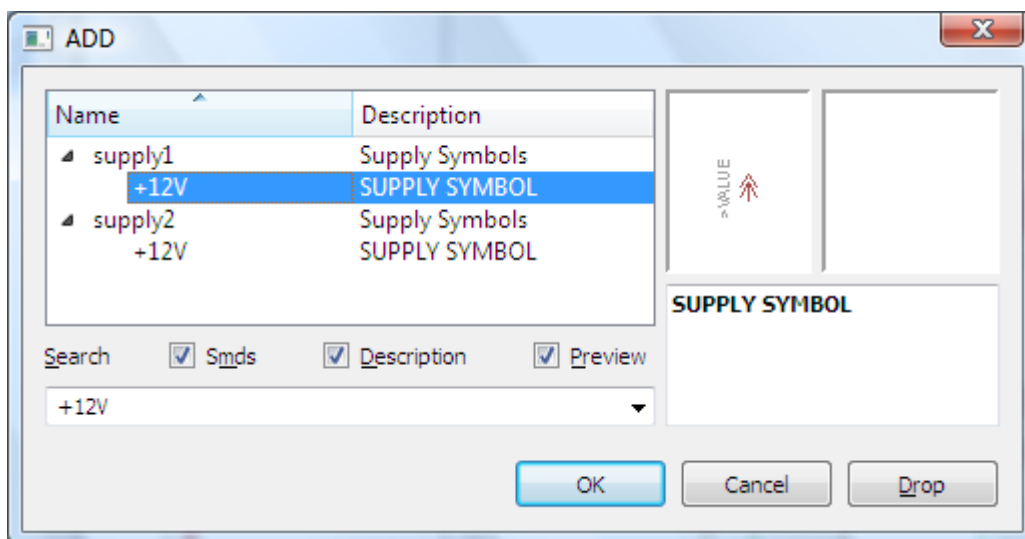 ADD
Name Description
supply1 Supply Symbols
+12V SUPPLY SYMBOL
supply2 Supply Symbols
+12V SUPPLY SYMBOL
>VALUE
SUPPLY SYMBOL
Search Smds Description Preview
+12V
OK Cancel Drop